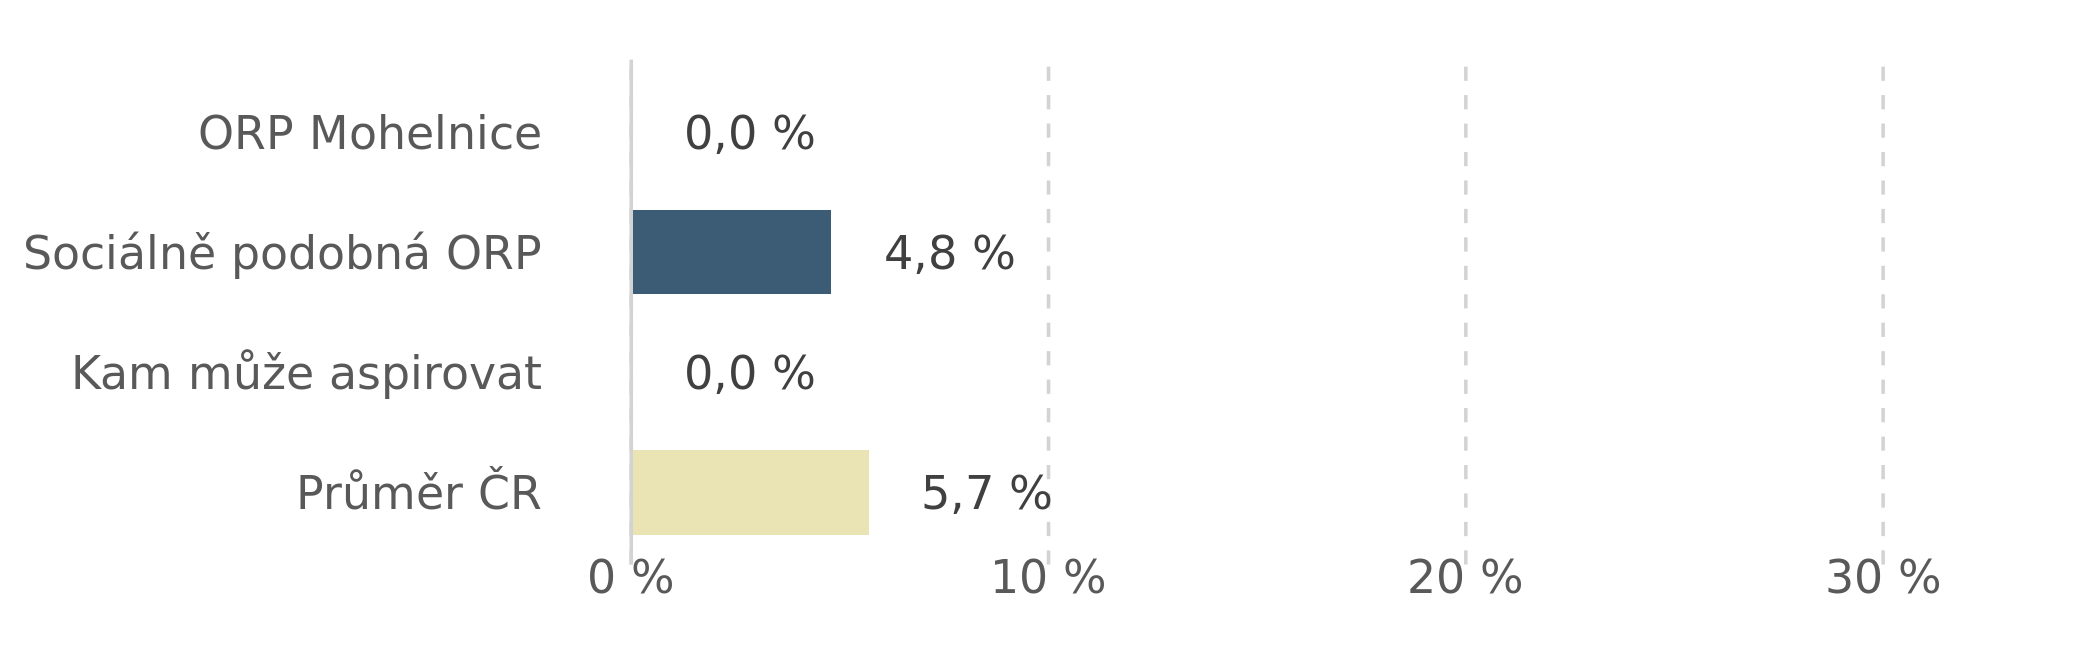 ORP Mohelnice 0,0 %
Sociálně podobná ORP 4,8 %
Kam může aspirovat 0,0 %
Průměr ČR 5,7 %
0 % 10 % 20 % 30 %